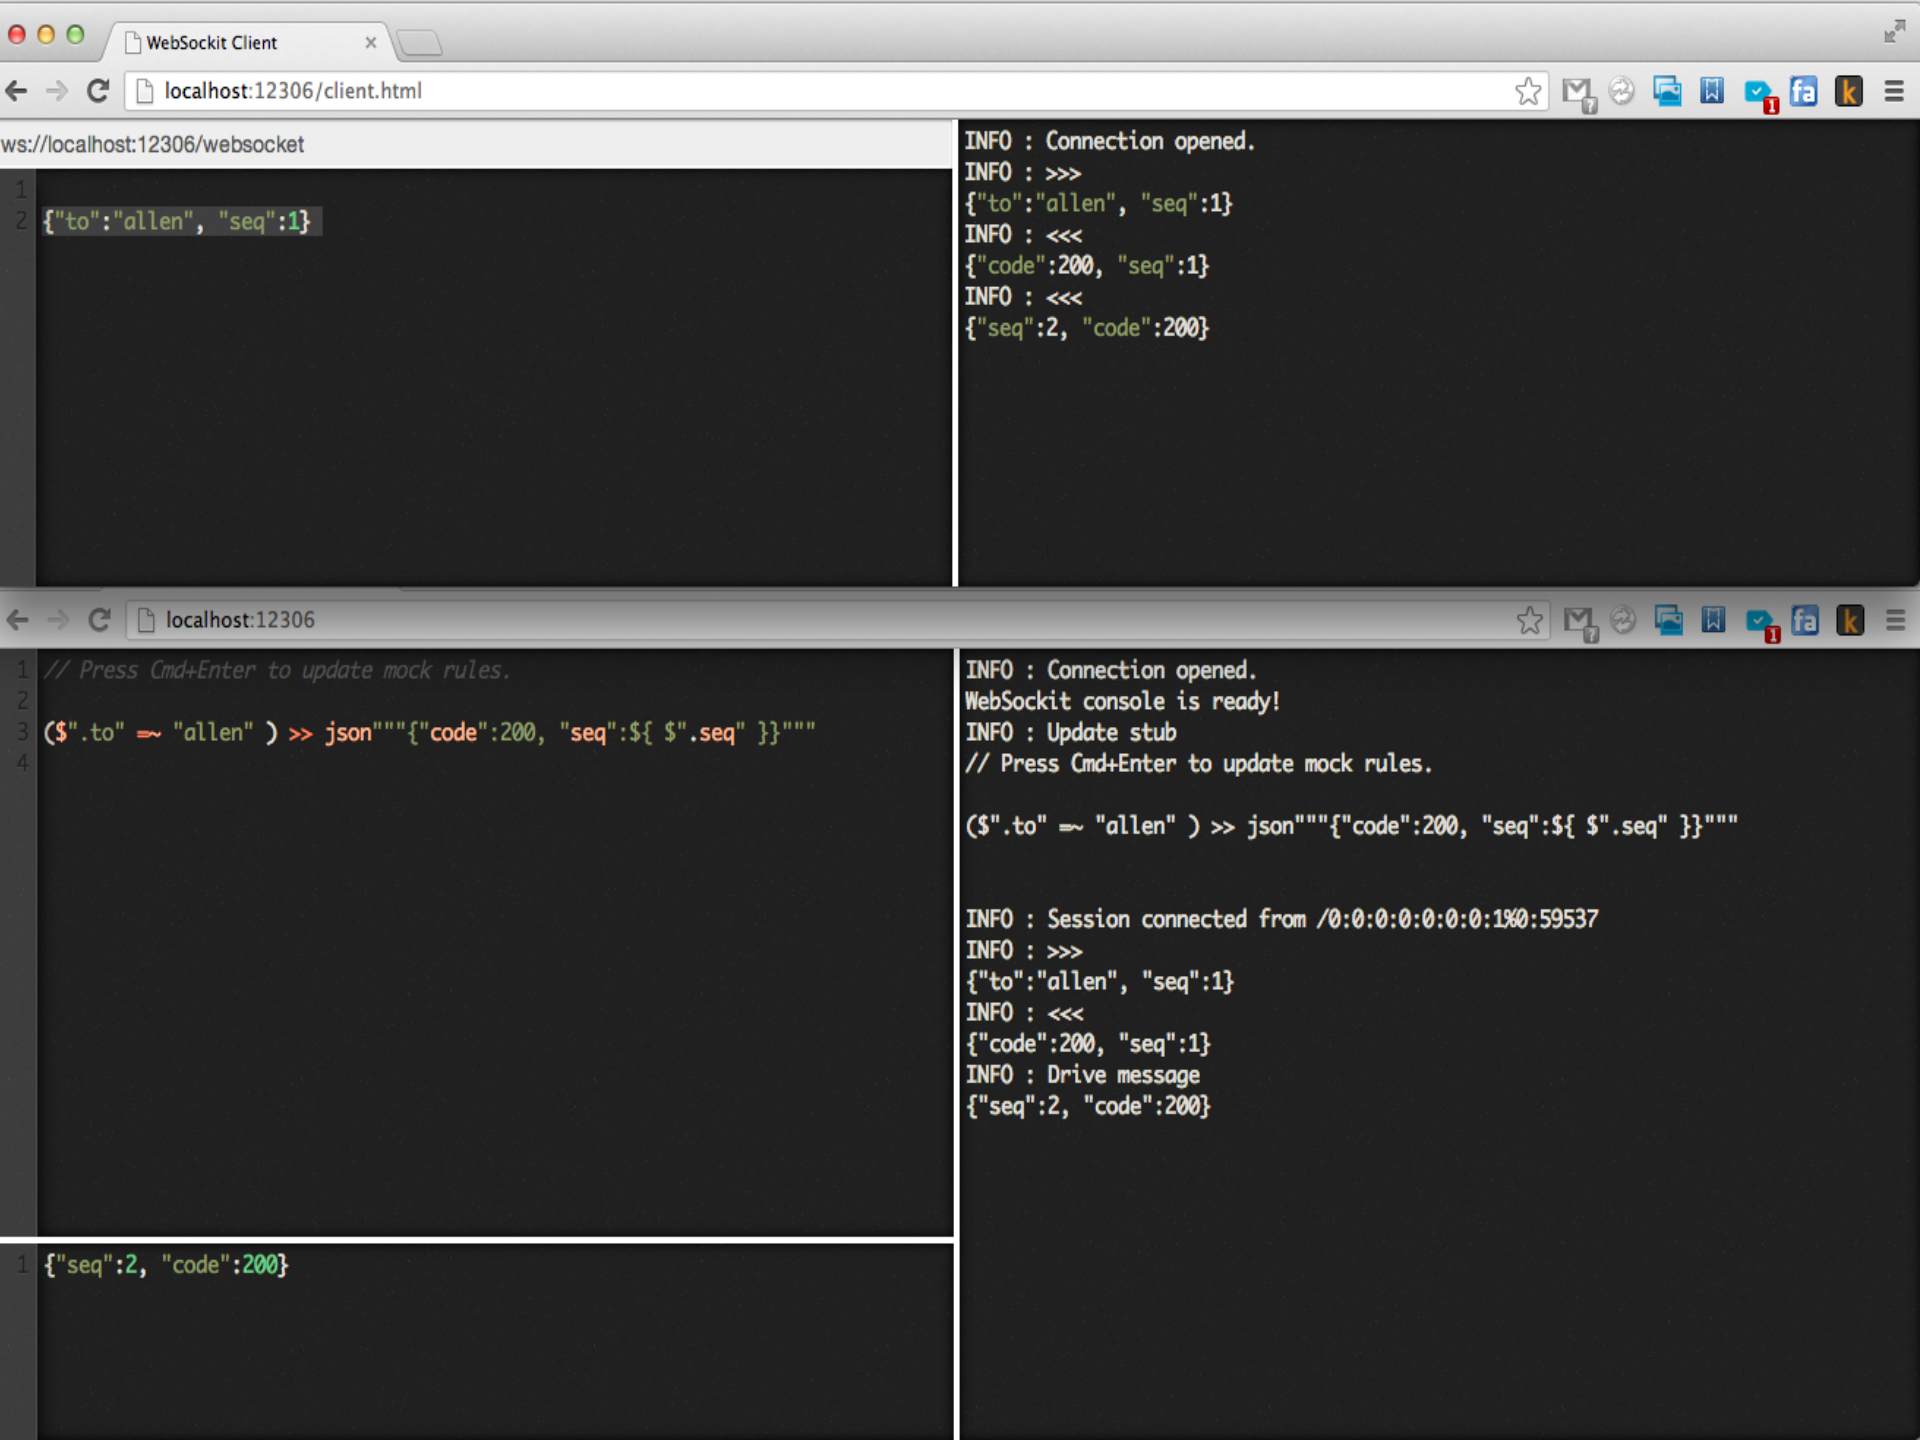 WebSockit Client
localhost:12306/client.html
ws://localhost:12306/websocket
1
2 {"to":"allen", "seq":1}
INFO : Connection opened.
INFO : >>>
{"to":"allen", "seq":1}
INFO : <<<
{"code":200, "seq":1}
INFO : <<<
{"seq":2, "code":200}
localhost:12306
1 // Press Cmd+Enter to update mock rules.
2
3 ($".to" =~ "allen" ) >> json"""{"code":200, "seq":${ $".seq" }}"""
4
1 {"seq":2, "code":200}
INFO : Connection opened.
WebSockit console is ready!
INFO : Update stub
// Press Cmd+Enter to update mock rules.
($".to" =~ "allen" ) >> json"""{"code":200, "seq":${ $".seq" }}"""
INFO : Session connected from /0:0:0:0:0:0:0:1%0:59537
INFO : >>>
{"to":"allen", "seq":1}
INFO : <<<
{"code":200, "seq":1}
INFO : Drive message
{"seq":2, "code":200}